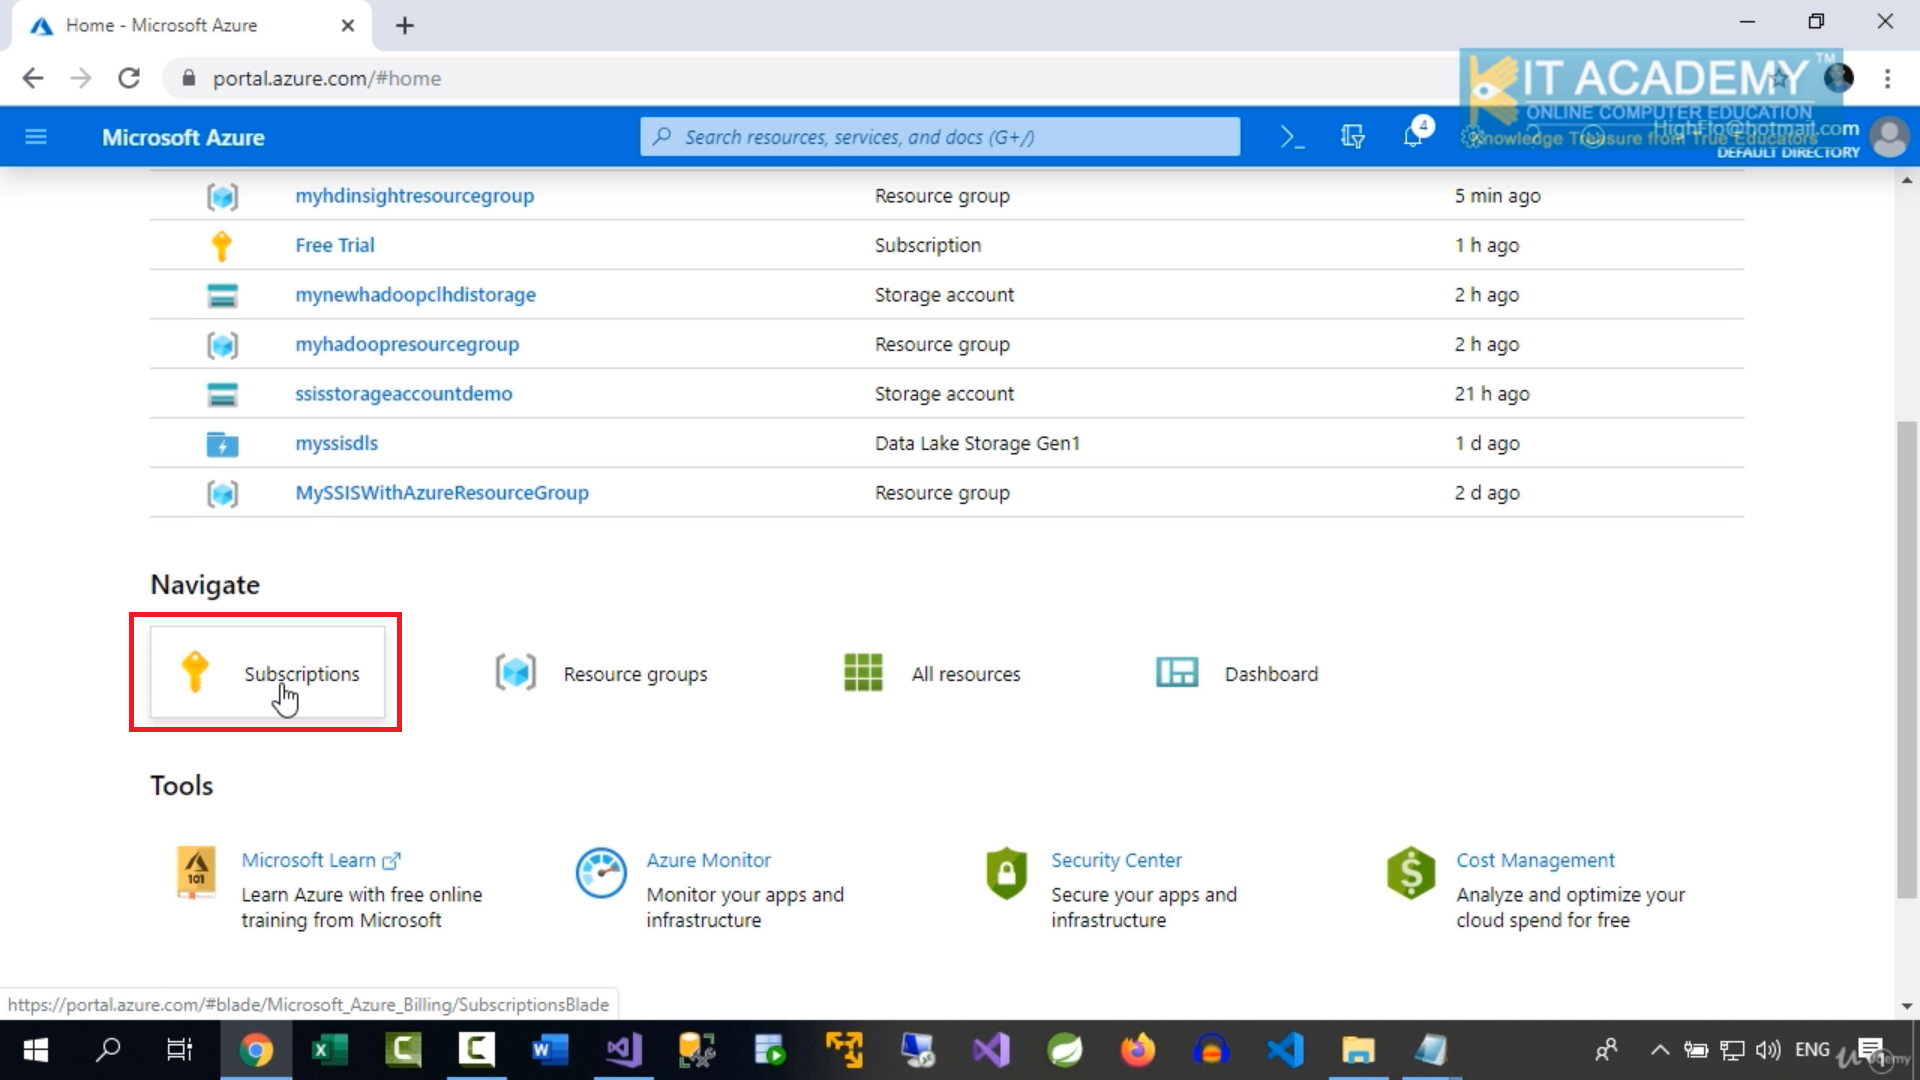 Home - Microsoft Azure
portal.azure.com/#home
KIT ACADEMY™
ONLINE COMPUTER EDUCATION
Knowledge Treasure from True Educators
Microsoft Azure
Search resources, services, and docs (G+/)
4
HighFlo@hotmail.com
DEFAULT DIRECTORY
myhdinsightresourcegroup Resource group 5 min ago
Free Trial Subscription 1 h ago
mynewhadoopclhdistorage Storage account 2 h ago
myhadoopresourcegroup Resource group 2 h ago
ssisstorageaccountdemo Storage account 21 h ago
myssisdls Data Lake Storage Gen1 1 d ago
MySSISWithAzureResourceGroup Resource group 2 d ago
Navigate
Subscriptions Resource groups All resources Dashboard
Tools
101
Microsoft Learn
Learn Azure with free online
training from Microsoft
Azure Monitor
Monitor your apps and
infrastructure
Security Center
Secure your apps and
infrastructure
Cost Management
Analyze and optimize your
cloud spend for free
https://portal.azure.com/#blade/Microsoft_Azure_Billing/SubscriptionsBlade
ENG
udemy